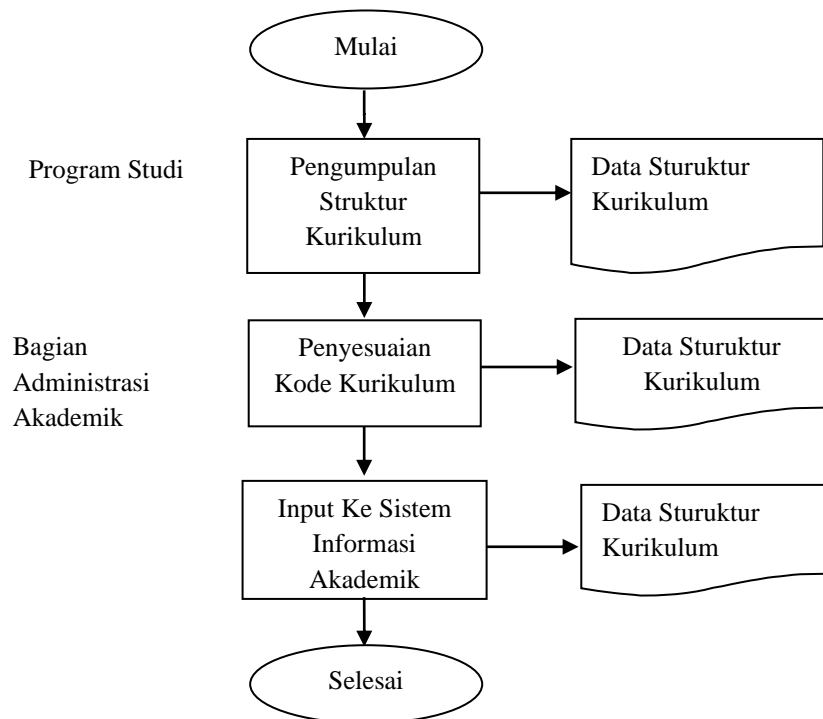 Mulai
Program Studi
Pengumpulan
Struktur
Kurikulum
Data Sturuktur
Kurikulum
Bagian
Administrasi
Akademik
Penyesuaian
Kode Kurikulum
Data Sturuktur
Kurikulum
Input Ke Sistem
Informasi
Akademik
Data Sturuktur
Kurikulum
Selesai